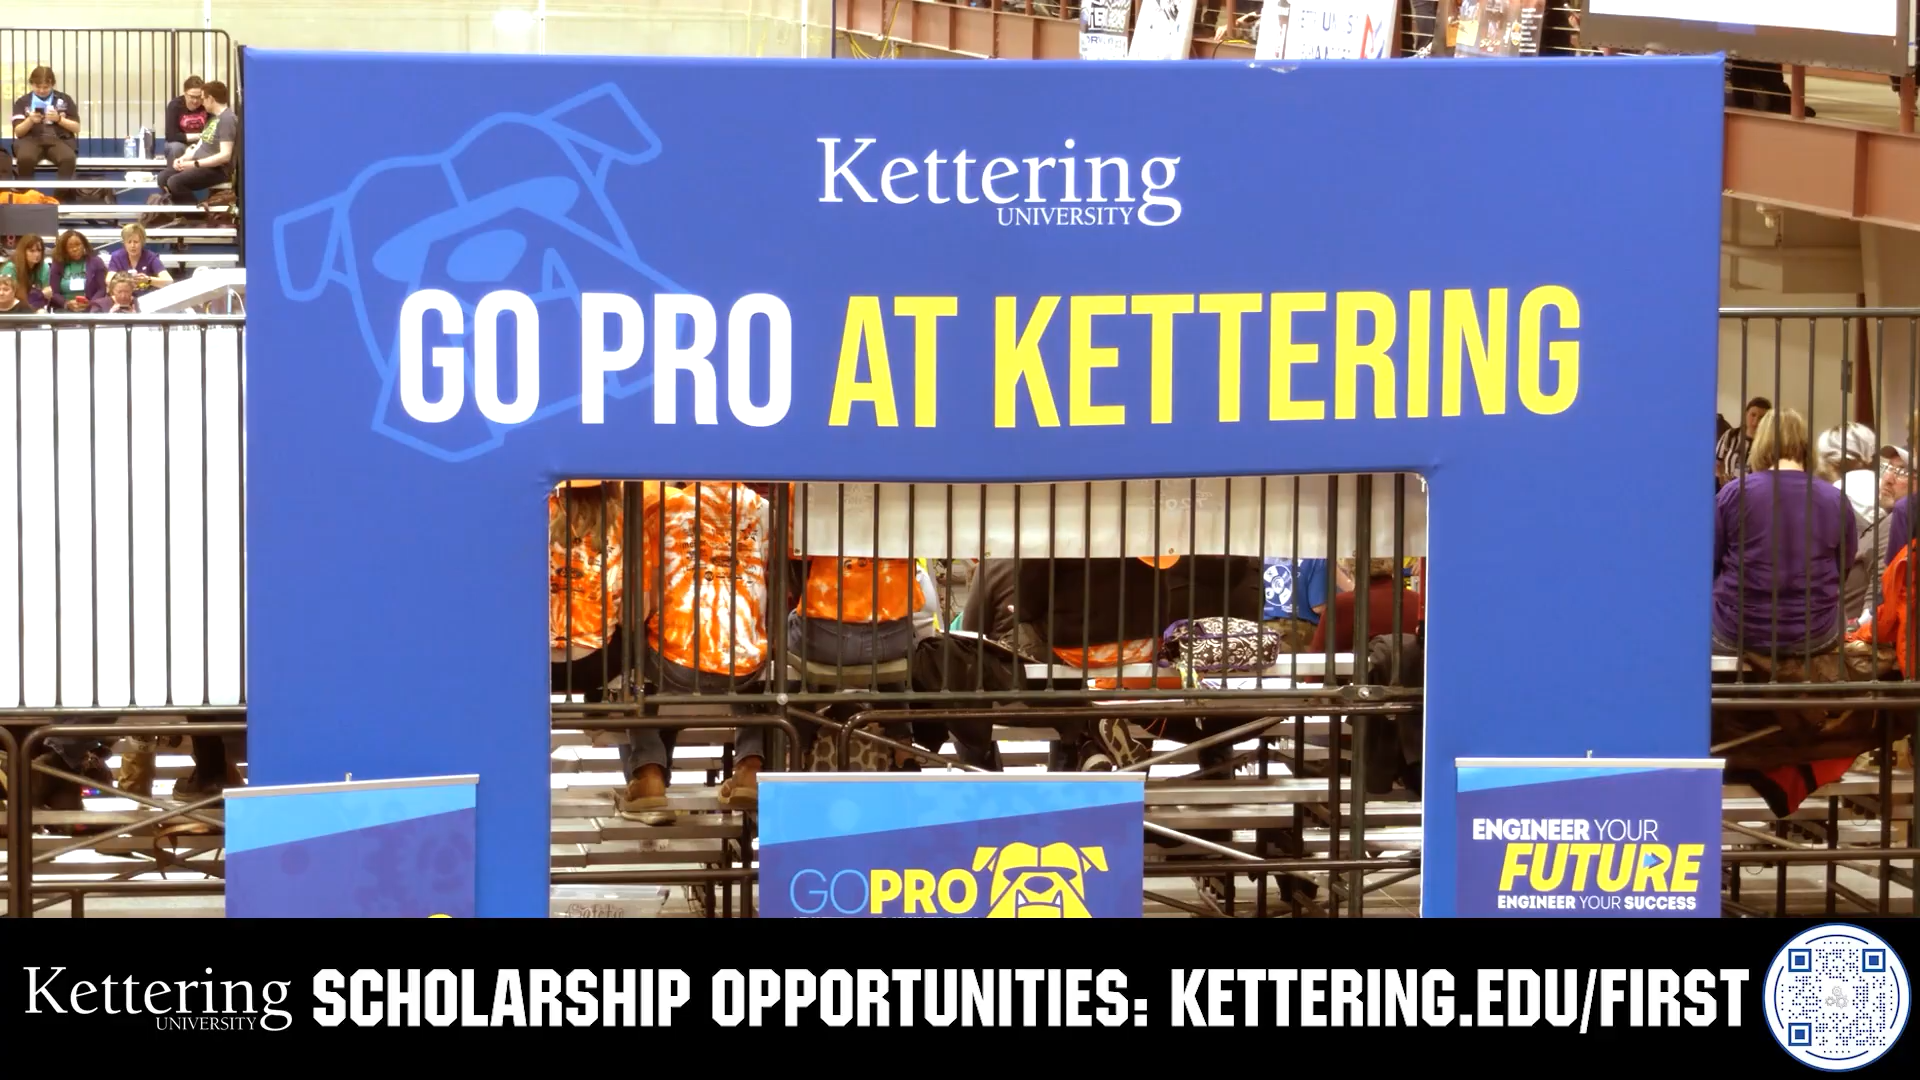 Kettering
UNIVERSITY
GO PRO AT KETTERING
GOPRO
ENGINEER YOUR
FUTURE
ENGINEER YOUR SUCCESS
Kettering
UNIVERSITY
SCHOLARSHIP OPPORTUNITIES: KETTERING.EDU/FIRST